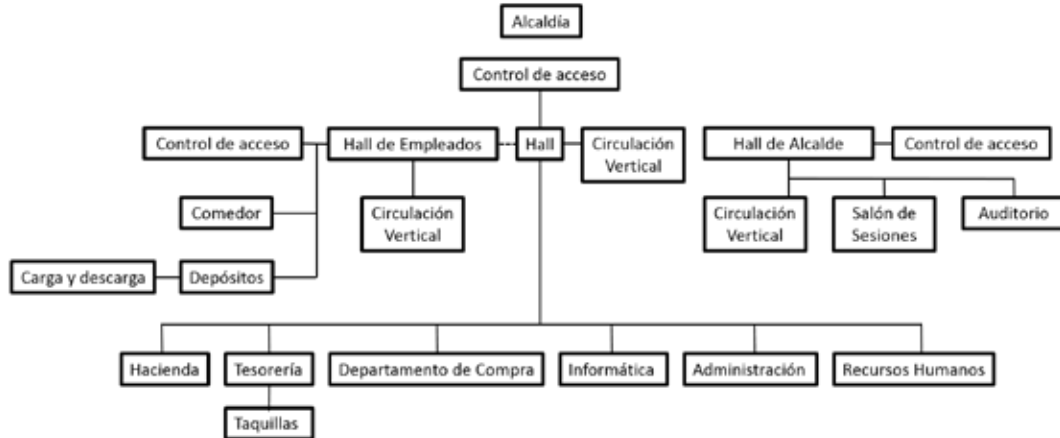 Alcaldía
Control de acceso
Control de acceso
Hall de Empleados
Hall
Circulación
Vertical
Hall de Alcalde
Control de acceso
Comedor
Circulación
Vertical
Circulación
Vertical
Salón de
Sesiones
Auditorio
Carga y descarga
Depósitos
Hacienda
Tesorería
Departamento de Compra
Informática
Administración
Recursos Humanos
Taquillas